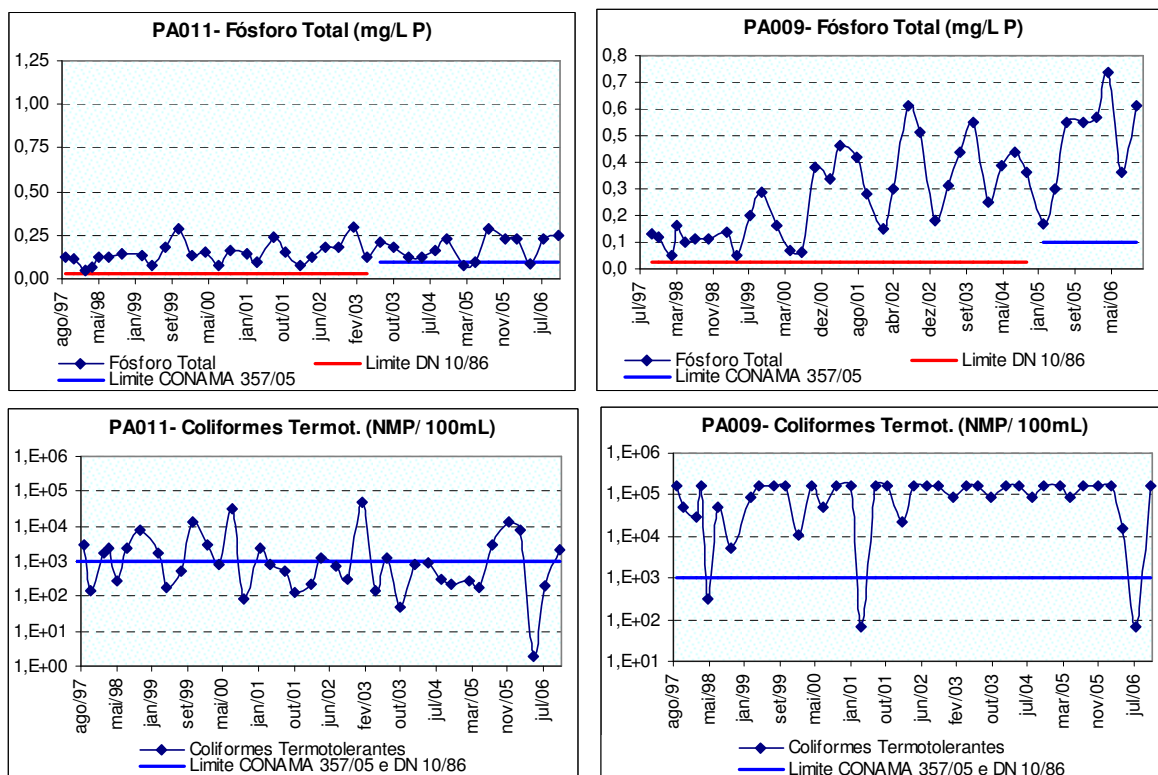 PA011- Fósforo Total (mg/L P)
1,25
1,00
0,75
0,50
0,25
0,00
ago/97 mai/98 jan/99 set/99 mai/00 jan/01 out/01 jun/02 fev/03 out/03 jul/04 mar/05 nov/05 jul/06
Fósforo Total Limite DN 10/86
Limite CONAMA 357/05
PA009- Fósforo Total (mg/L P)
0,8
0,7
0,6
0,5
0,4
0,3
0,2
0,1
0,0
jul/97 mar/98 nov/98 jul/99 mar/00 dez/00 ago/01 abr/02 dez/02 set/03 mai/04 jan/05 set/05 mai/06
Fósforo Total Limite DN 10/86
Limite CONAMA 357/05
PA011- Coliformes Termot. (NMP/ 100mL)
1,E+06
1,E+05
1,E+04
1,E+03
1,E+02
1,E+01
1,E+00
ago/97 mai/98 jan/99 set/99 mai/00 jan/01 out/01 jun/02 fev/03 out/03 jul/04 mar/05 nov/05 jul/06
Coliformes Termotolerantes
Limite CONAMA 357/05 e DN 10/86
PA009- Coliformes Termot. (NMP/ 100mL)
1,E+06
1,E+05
1,E+04
1,E+03
1,E+02
1,E+01
ago/97 mai/98 jan/99 set/99 mai/00 jan/01 out/01 jun/02 fev/03 out/03 jul/04 mar/05 nov/05 jul/06
Coliformes Termotolerantes
Limite CONAMA 357/05 e DN 10/86